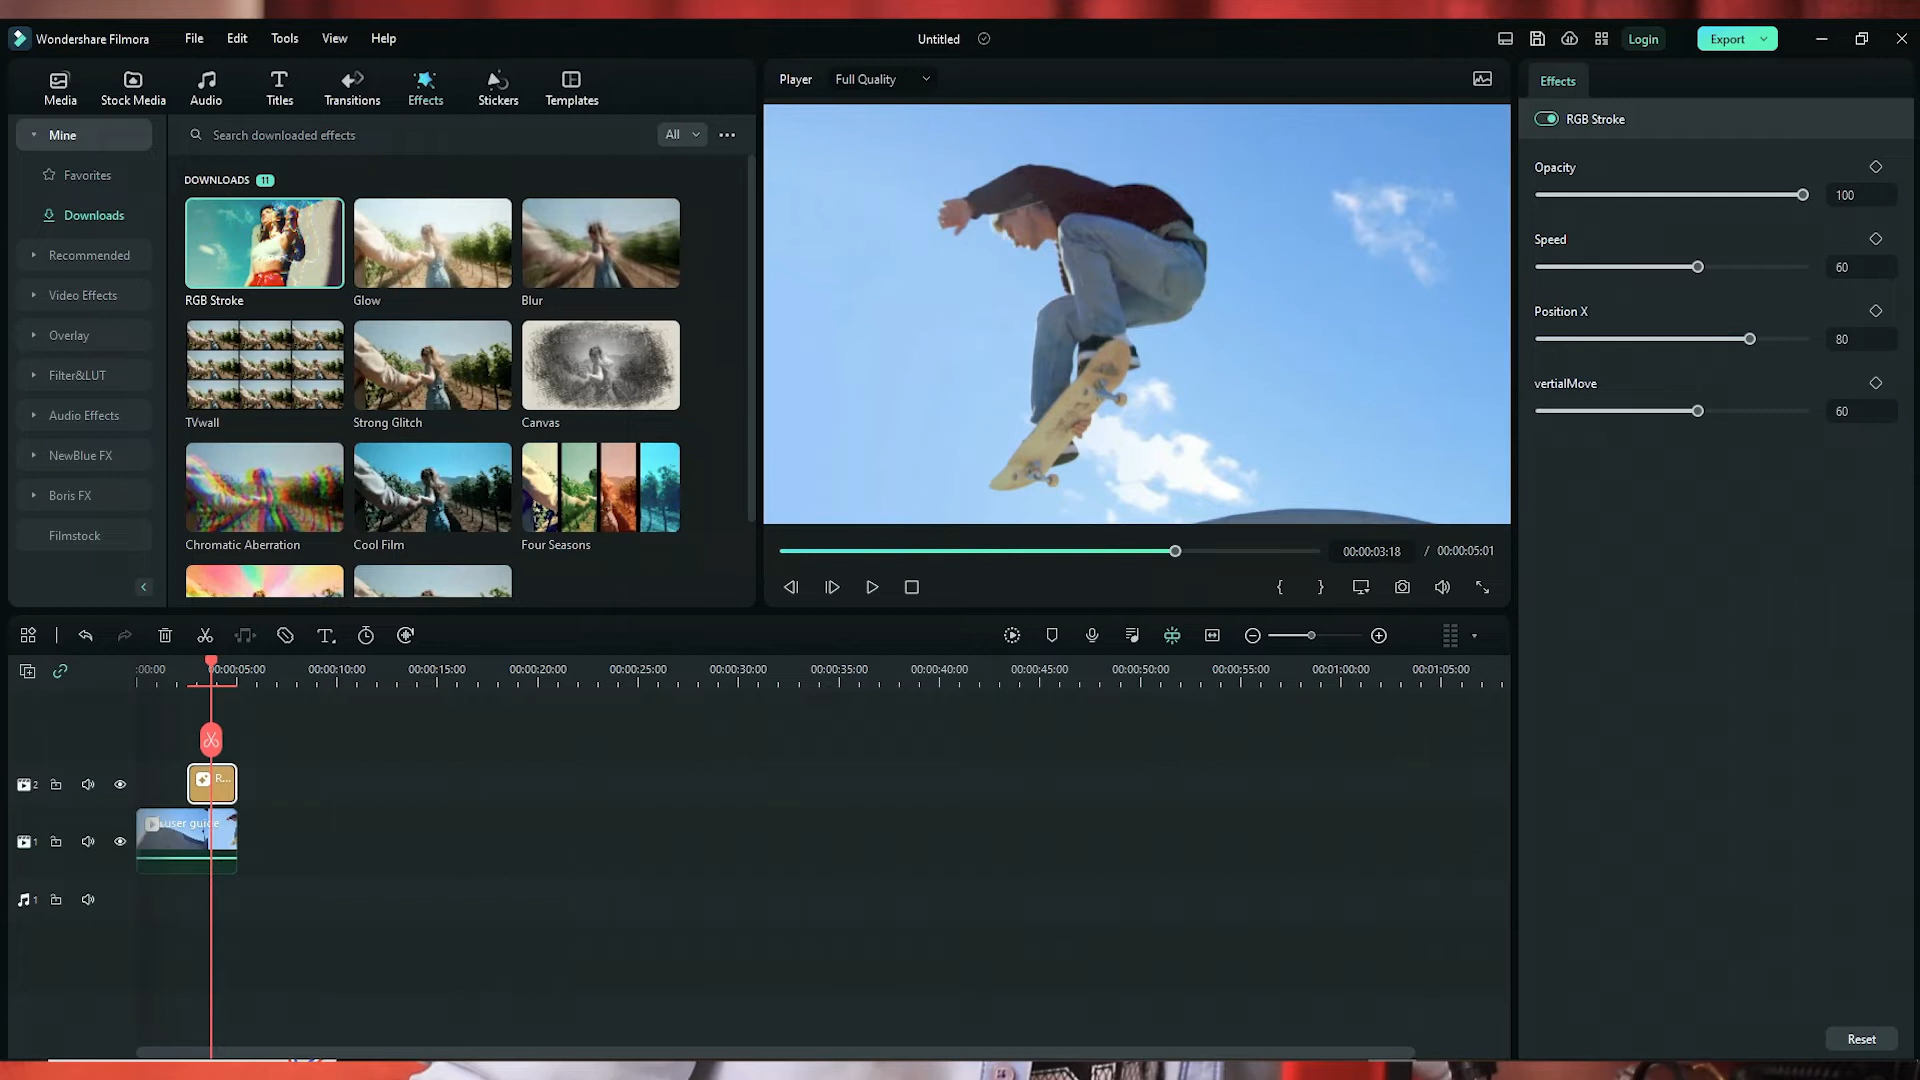 Wondershare Filmora
File
Edit
Tools
View
Help
Untitled
Login
Export
Media
Stock Media
Audio
Titles
Transitions
Effects
Stickers
Templates
Player
Full Quality
Effects
Mine
Favorites
Downloads
Recommended
Video Effects
Overlay
Filter&LUT
Audio Effects
NewBlue FX
Boris FX
Filmstock
Search downloaded effects
All
DOWNLOADS 11
RGB Stroke
Glow
Blur
TVwall
Strong Glitch
Canvas
Chromatic Aberration
Cool Film
Four Seasons
RGB Stroke
Opacity
100
Speed
60
Position X
80
vertialMove
60
00:00:03:18 / 00:00:05:01
:00:00
00:00:05:00
00:00:10:00
00:00:15:00
00:00:20:00
00:00:25:00
00:00:30:00
00:00:35:00
00:00:40:00
00:00:45:00
00:00:50:00
00:00:55:00
00:01:00:00
00:01:05:00
2
R...
1
user guide
1
Reset